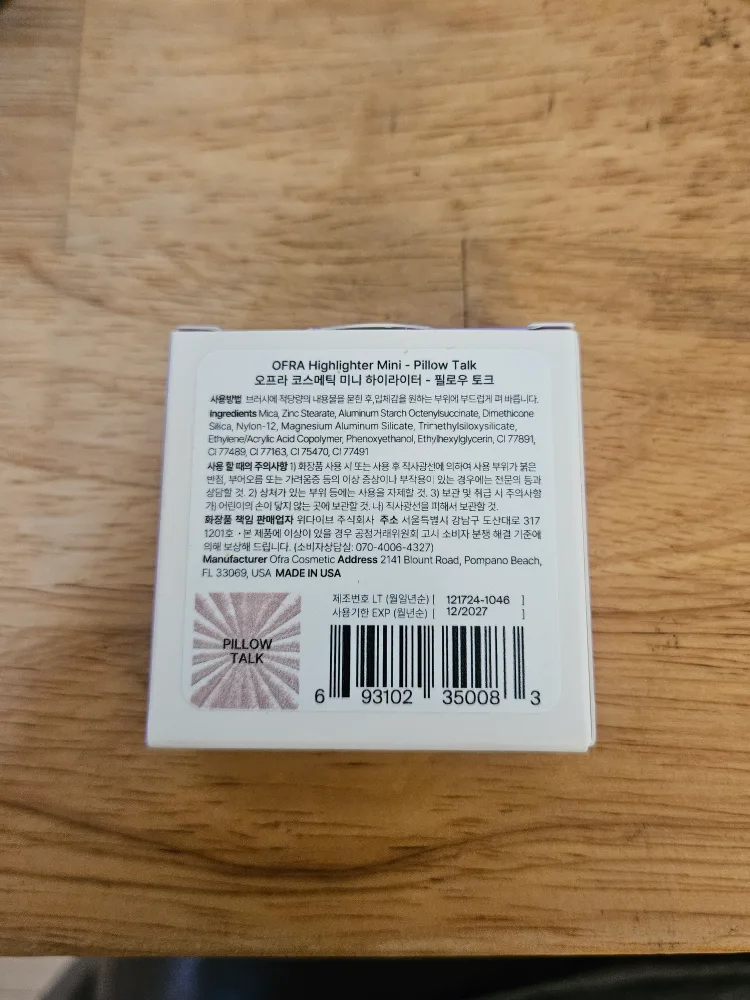 OFRA Highlighter Mini - Pillow Talk
오프라 코스메틱 미니 하이라이터 - 필로우 토크
사용방법 브러시에 적당량의 내용물을 묻힌 후, 입체감을 원하는 부위에 부드럽게 펴 바릅니다.
Ingredients Mica, Zinc Stearate, Aluminum Starch Octenylsuccinate, Dimethicone
Silica, Nylon-12, Magnesium Aluminum Silicate, Trimethylsiloxysilicate,
Ethylene/Acrylic Acid Copolymer, Phenoxyethanol, Ethylhexylglycerin, CI 77891,
CI 77489, CI 77163, CI 75470, CI 77491
사용 할 때의 주의사항 1) 화장품 사용 시 또는 사용 후 직사광선에 의하여 사용 부위가 붉은
반점, 부어오름 또는 가려움증 등의 이상 증상이나 부작용이 있는 경우에는 전문의 등과
상담할 것. 2) 상처가 있는 부위 등에는 사용을 자제할 것. 3) 보관 및 취급 시 주의사항
가) 어린이의 손이 닿지 않는 곳에 보관할 것. 나) 직사광선을 피해서 보관할 것.
화장품 책임 판매업자 위다이브 주식회사 주소 서울특별시 강남구 도산대로 317
1201호 · 본 제품에 이상이 있을 경우 공정거래위원회 고시 소비자 분쟁 해결 기준에
의해 보상해 드립니다. (소비자상담실: 070-4006-4327)
Manufacturer Ofra Cosmetic Address 2141 Blount Road, Pompano Beach,
FL 33069, USA MADE IN USA
제조번호 LT (월일년순) [ 121724-1046 ]
사용기한 EXP (월년순) [ 12/2027 ]
PILLOW
TALK
6 93102 35008 3